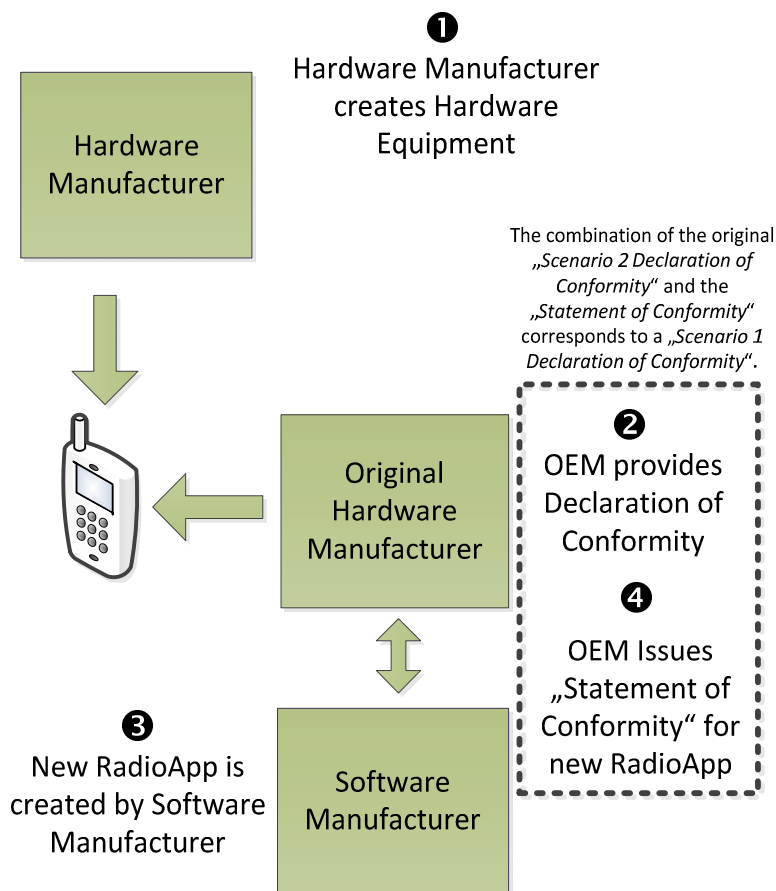 ❶
Hardware Manufacturer
creates Hardware
Equipment
Hardware
Manufacturer
The combination of the original
„Scenario 2 Declaration of
Conformity“ and the
„Statement of Conformity“
corresponds to a „Scenario 1
Declaration of Conformity“.
❷
OEM provides
Declaration of
Conformity
Original
Hardware
Manufacturer
❹
OEM Issues
„Statement of
Conformity“ for
new RadioApp
❸
New RadioApp is
created by Software
Manufacturer
Software
Manufacturer